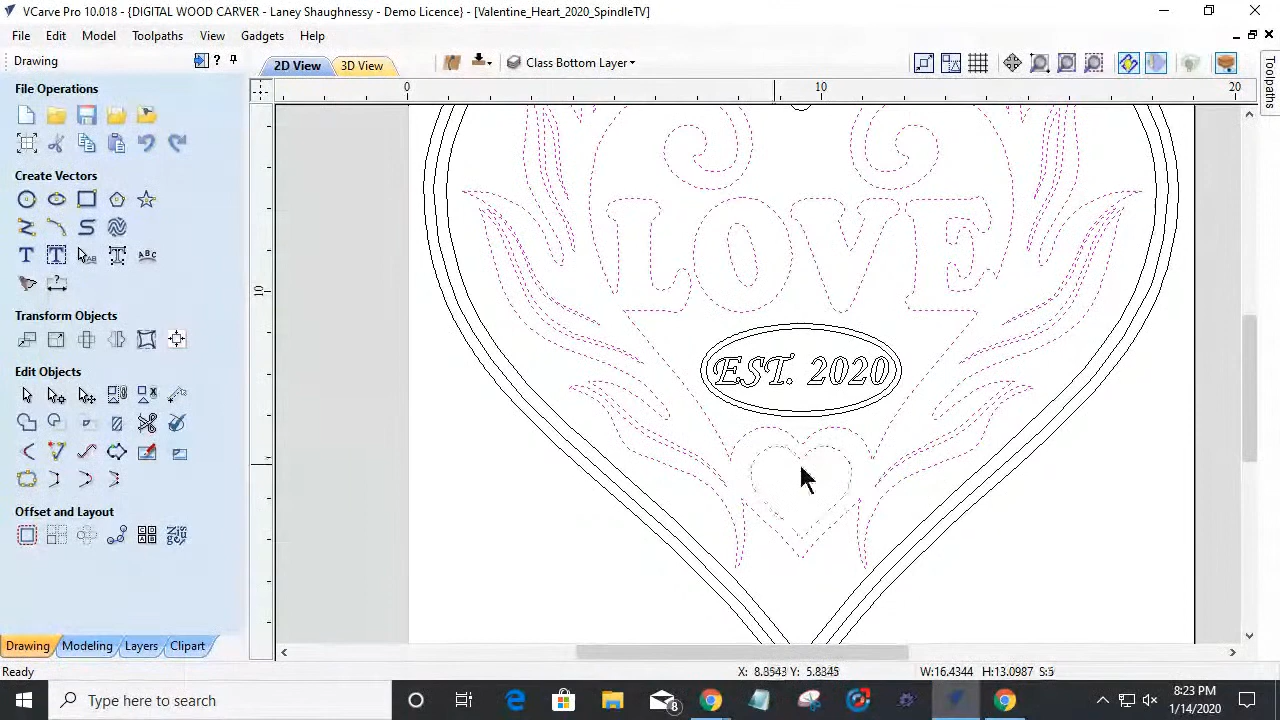 VCarve Pro 10.018 - {DIGITAL WOOD CARVER - Laney Shaughnessy - Demo Licence} - [Valentine_Heart_2020_SpindleTV]
File Edit Model Toolpaths View Gadgets Help
Drawing
2D View 3D View
Class Bottom Layer
File Operations
Create Vectors
Transform Objects
Edit Objects
Offset and Layout
0 10 20
10
LOVE
EST. 2020
Toolpaths
Drawing Modeling Layers Clipart
Ready
X: 8.8543 Y: 5.8345
W:16.4344 H:13.0987 S:5
Type here to search
8
8:23 PM
1/14/2020